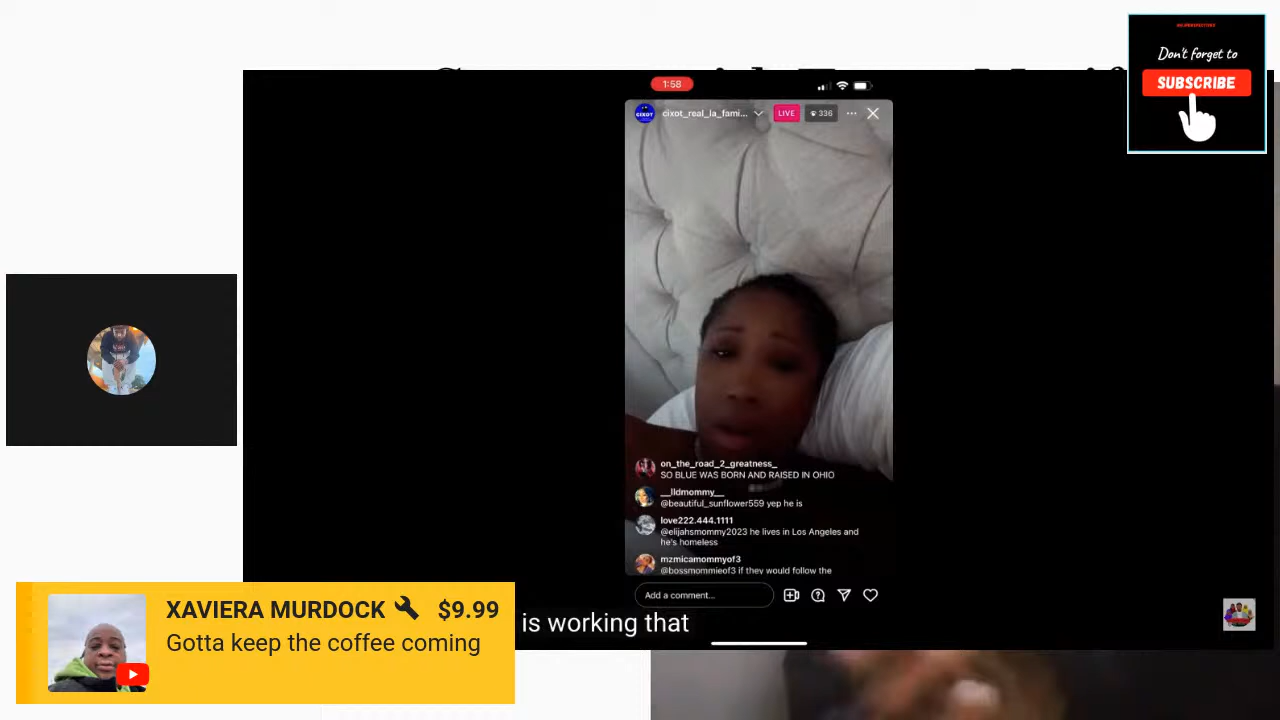 Don't forget to
SUBSCRIBE
1:58
cixot_real_la_fami...
LIVE
336
CIXOT
on_the_road_2_greatness_
SO BLUE WAS BORN AND RAISED IN OHIO
__lldmommy__
@beautiful_sunflower559 yep he is
love222.444.1111
@elijahsmommy2023 he lives in Los Angeles and
he's homeless
mzmicamommyof3
@bossmommieof3 if they would follow the
Add a comment...
XAVIERA MURDOCK $9.99
Gotta keep the coffee coming
is working that